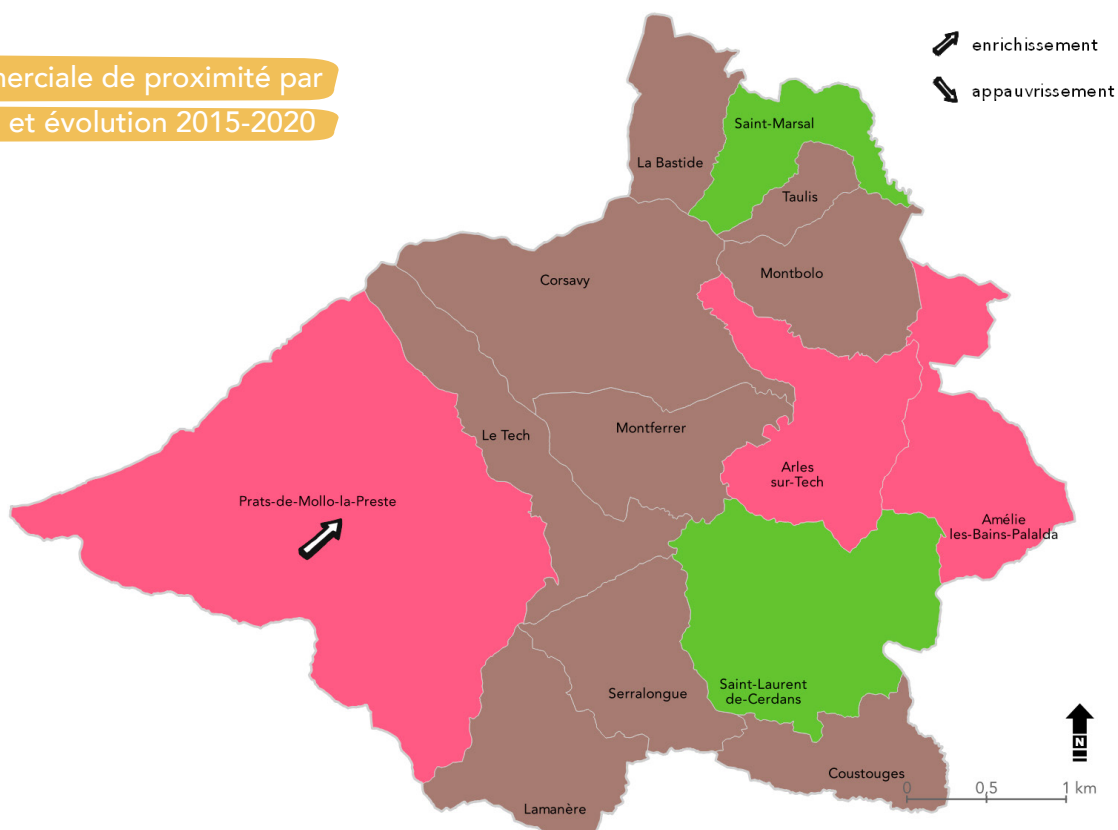 merciale de proximité par
et évolution 2015-2020
enrichissement
appauvrissement
Saint-Marsal
La Bastide
Taulis
Montbolo
Corsavy
Montferrer
Le Tech
Arles
sur-Tech
Prats-de-Mollo-la-Preste
Amélie
les-Bains-Palalda
Saint-Laurent
de-Cerdans
Serralongue
Coustouges
Lamanère
N
0 0,5 1 km